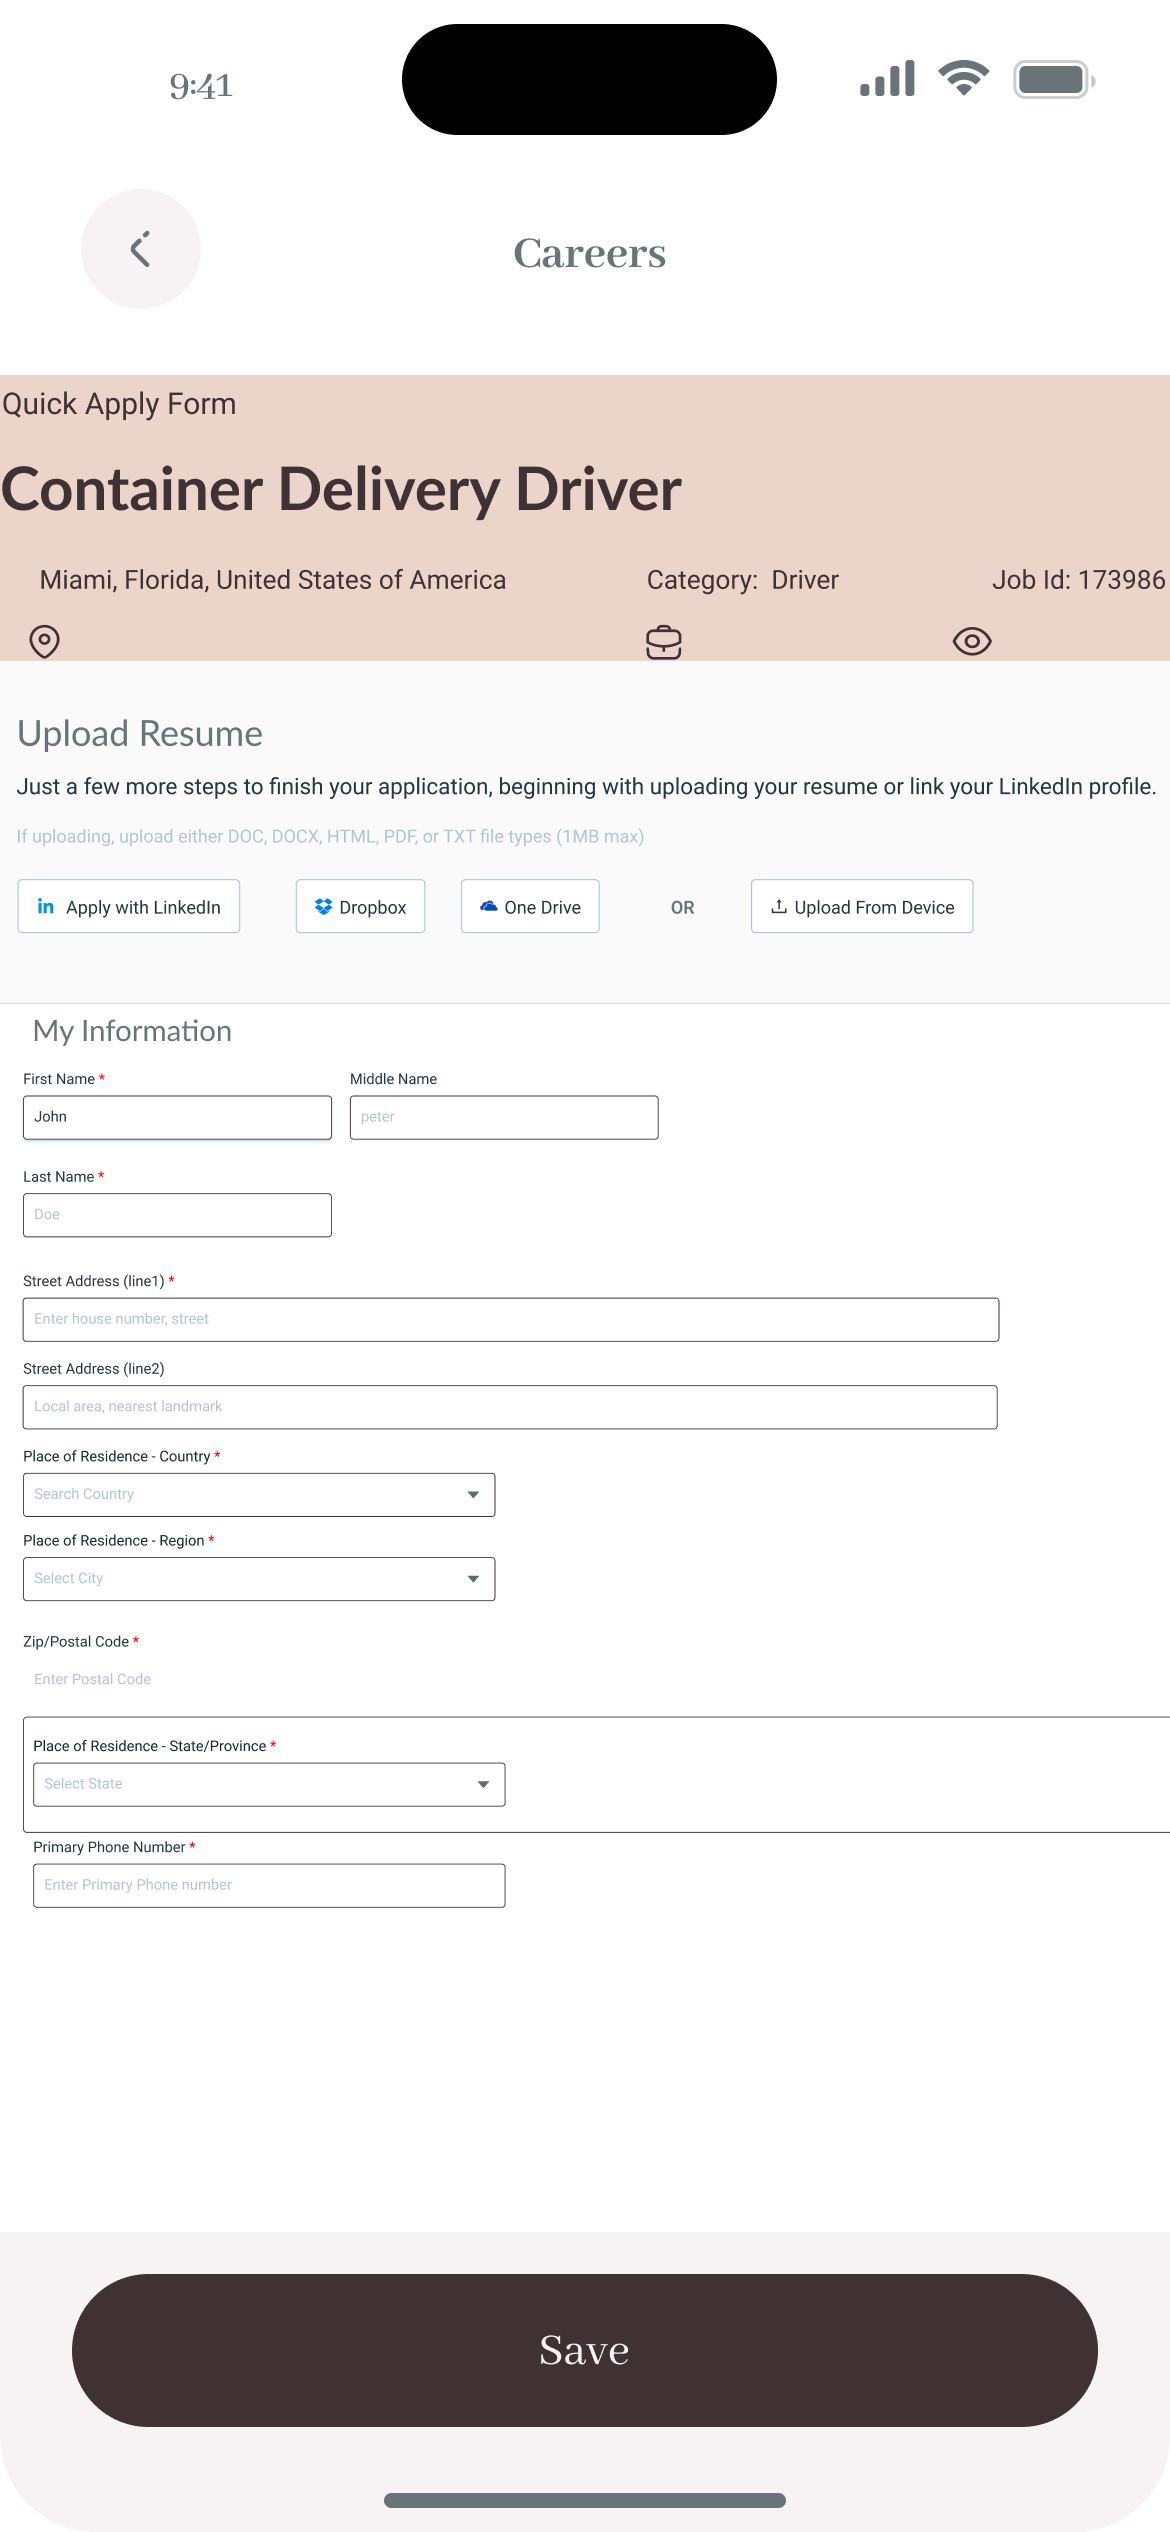 9:41
Careers
Quick Apply Form
Container Delivery Driver
Miami, Florida, United States of America Category: Driver Job Id: 173986
Upload Resume
Just a few more steps to finish your application, beginning with uploading your resume or link your LinkedIn profile.
If uploading, upload either DOC, DOCX, HTML, PDF, or TXT file types (1MB max)
in Apply with LinkedIn Dropbox One Drive OR Upload From Device
My Information
First Name * Middle Name
John peter
Last Name *
Doe
Street Address (line1) *
Enter house number, street
Street Address (line2)
Local area, nearest landmark
Place of Residence - Country *
Search Country
Place of Residence - Region *
Select City
Zip/Postal Code *
Enter Postal Code
Place of Residence - State/Province *
Select State
Primary Phone Number *
Enter Primary Phone number
Save